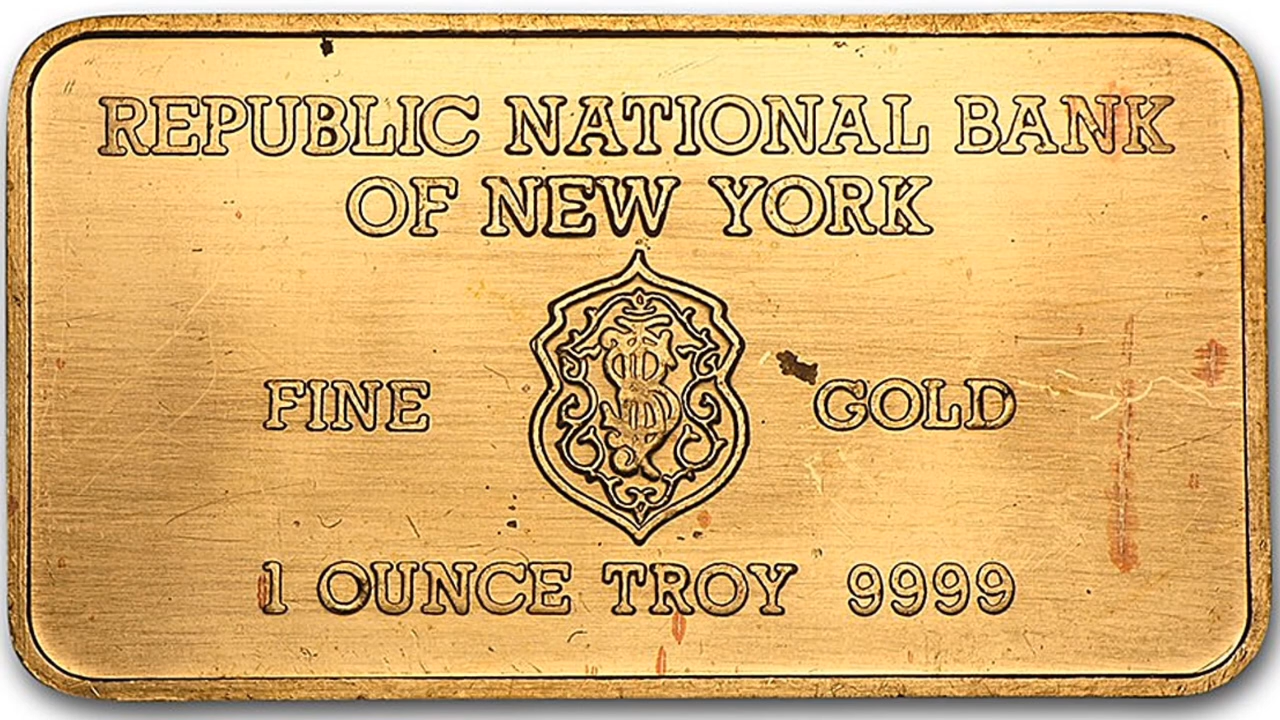 REPUBLIC NATIONAL BANK
OF NEW YORK
FINE GOLD
1 OUNCE TROY 9999